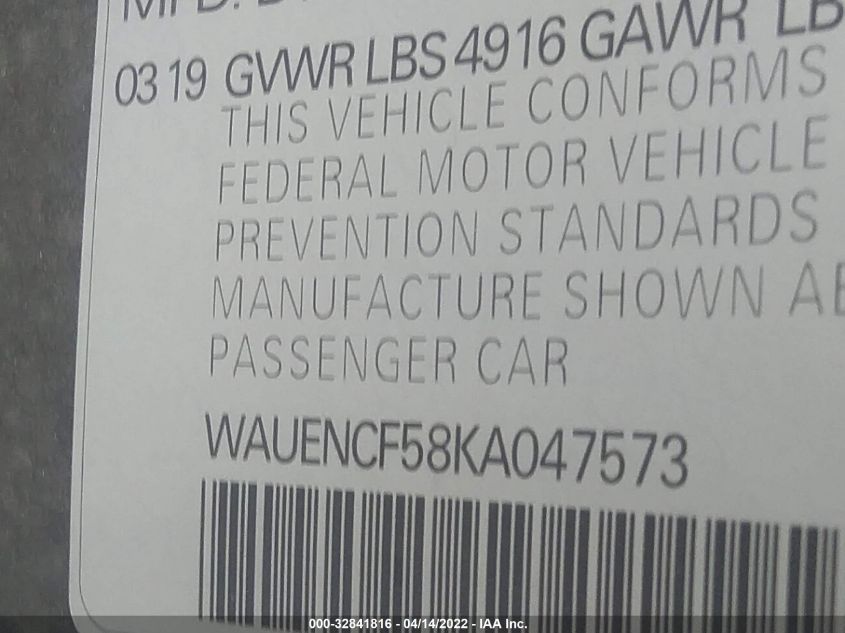 MFD. D
03 19 GVWR LBS 4916 GAWR LB
THIS VEHICLE CONFORMS
FEDERAL MOTOR VEHICLE
PREVENTION STANDARDS
MANUFACTURE SHOWN AB
PASSENGER CAR
WAUENCF58KA047573
000-32841816 - 04/14/2022 - IAA Inc.